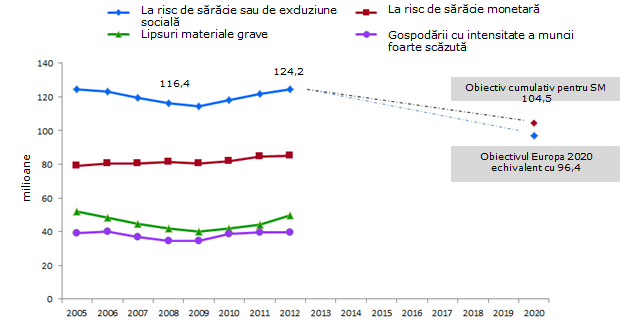 La risc de sărăcie sau de excluziune
socială
La risc de sărăcie monetară
Lipsuri materiale grave
Gospodării cu intensitate a muncii
foarte scăzută
milioane
140
120
100
80
60
40
20
0
116,4
124,2
Obiectiv cumulativ pentru SM
104,5
Obiectivul Europa 2020
echivalent cu 96,4
2005 2006 2007 2008 2009 2010 2011 2012 2013 2014 2015 2016 2017 2018 2019 2020